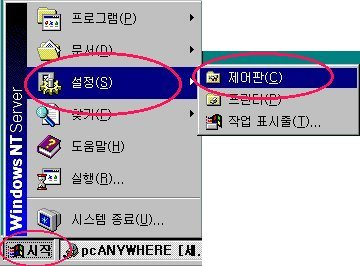 Windows NT Server
프로그램(P)
문서(D)
설정(S)
찾기(F)
도움말(H)
실행(R)...
시스템 종료(U)...
제어판(C)
프린터(P)
작업 표시줄(T)...
시작
pcANYWHERE [세.